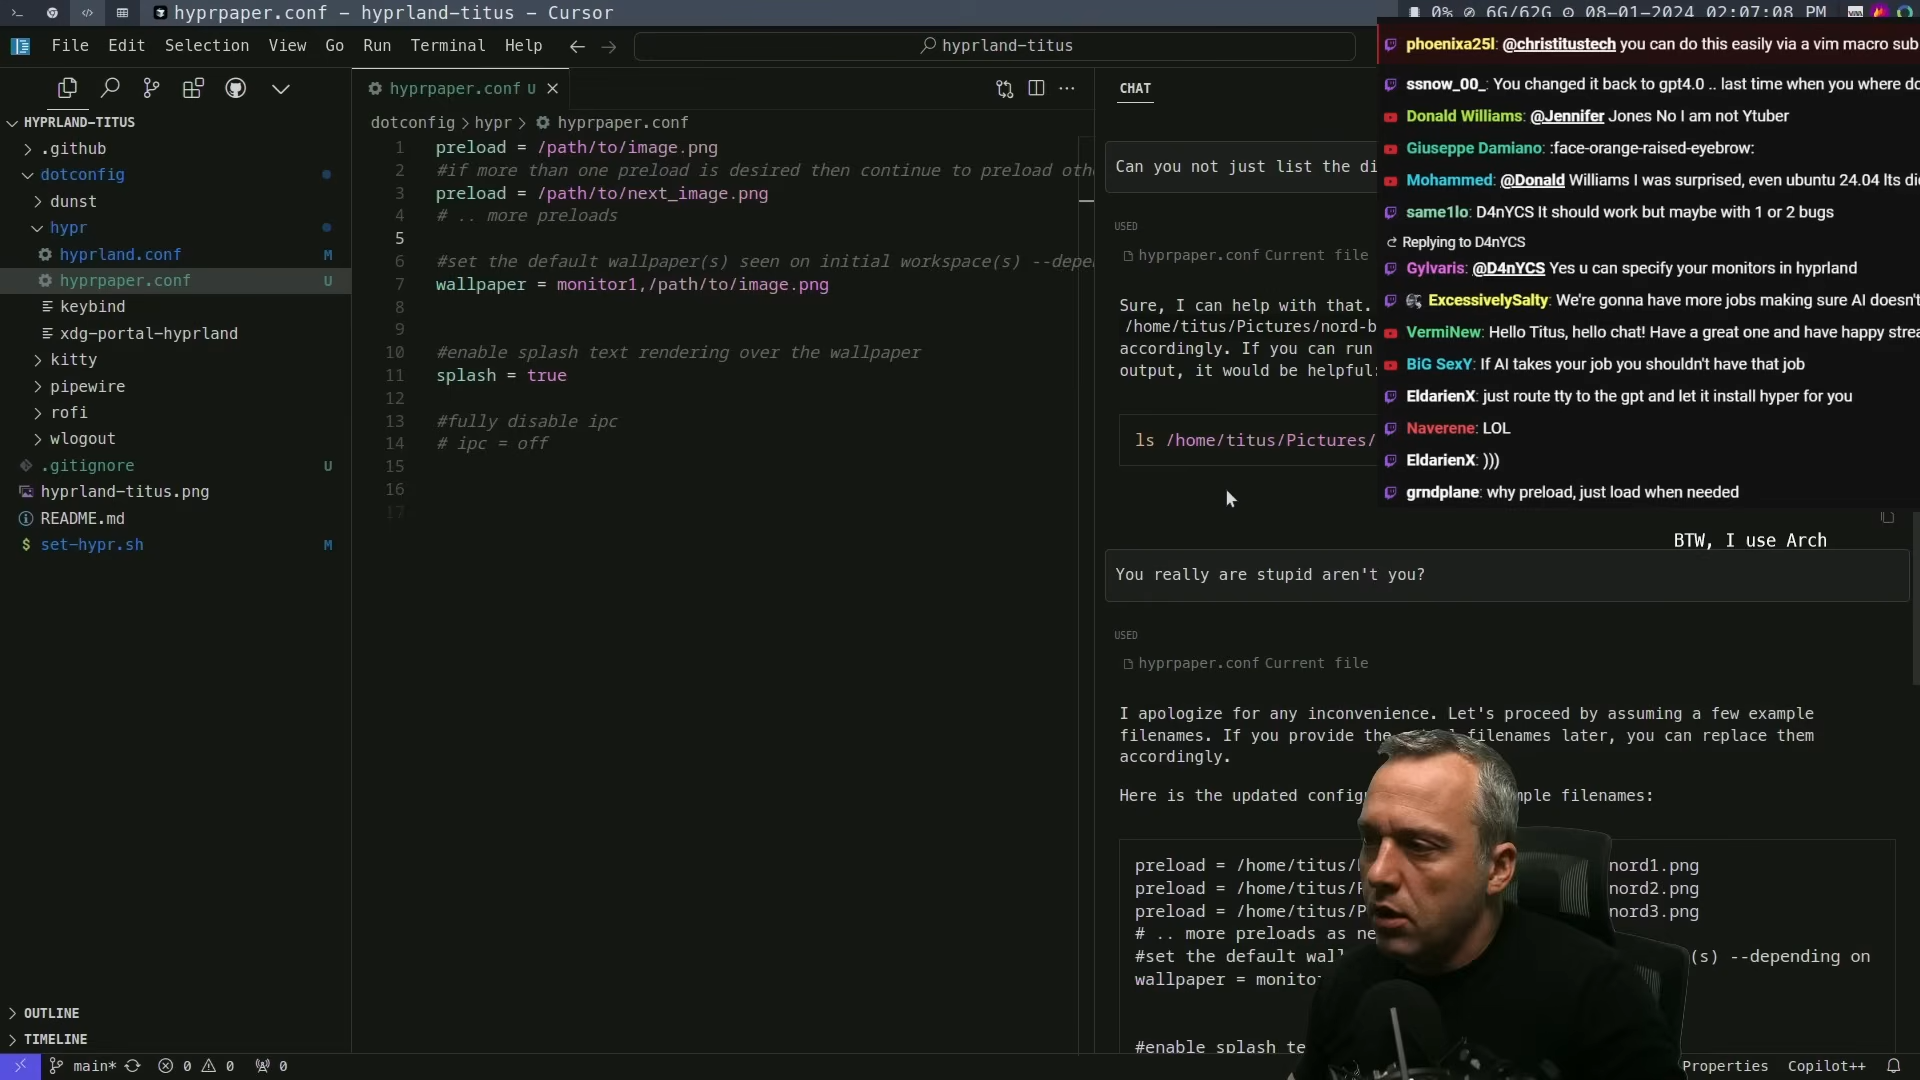 hyprpaper.conf - hyprland-titus - Cursor
0% 6G/62G 08-01-2024 02:07:08 PM
File Edit Selection View Go Run Terminal Help
hyprland-titus
HYPRLAND-TITUS
.github
dotconfig
dunst
hypr
hyprland.conf M
hyprpaper.conf U
keybind
xdg-portal-hyprland
kitty
pipewire
rofi
wlogout
.gitignore U
hyprland-titus.png
README.md
$ set-hypr.sh M
OUTLINE
TIMELINE
main* 0 0 0
hyprpaper.conf U
dotconfig > hypr > hyprpaper.conf
1 preload = /path/to/image.png
2 #if more than one preload is desired then continue to preload oth
3 preload = /path/to/next_image.png
4 # .. more preloads
5
6 #set the default wallpaper(s) seen on initial workspace(s) --depe
7 wallpaper = monitor1,/path/to/image.png
8
9
10 #enable splash text rendering over the wallpaper
11 splash = true
12
13 #fully disable ipc
14 # ipc = off
15
16
17
CHAT
Can you not just list the di
USED
hyprpaper.conf Current file
Sure, I can help with that.
/home/titus/Pictures/nord-b
accordingly. If you can run
output, it would be helpful:
ls /home/titus/Pictures/
phoenixa25l: @christitustech you can do this easily via a vim macro sub
ssnow_00_: You changed it back to gpt4.0 .. last time when you where do
Donald Williams: @Jennifer Jones No I am not Ytuber
Giuseppe Damiano: :face-orange-raised-eyebrow:
Mohammed: @Donald Williams I was surprised, even ubuntu 24.04 lts di
same1lo: D4nYCS It should work but maybe with 1 or 2 bugs
Replying to D4nYCS
Gylvaris: @D4nYCS Yes u can specify your monitors in hyprland
ExcessivelySalty: We're gonna have more jobs making sure AI doesn't
VermiNew: Hello Titus, hello chat! Have a great one and have happy strea
BiG SexY: If AI takes your job you shouldn't have that job
EldarienX: just route tty to the gpt and let it install hyper for you
Naverene: LOL
EldarienX: )))
grndplane: why preload, just load when needed
BTW, I use Arch
You really are stupid aren't you?
USED
hyprpaper.conf Current file
I apologize for any inconvenience. Let's proceed by assuming a few example
filenames. If you provide the filenames later, you can replace them
accordingly.
Here is the updated config mple filenames:
preload = /home/titus/ nord1.png
preload = /home/titus/P nord2.png
preload = /home/titus/P nord3.png
# .. more preloads as ne
#set the default wal (s) --depending on
wallpaper = monito
#enable splash te
Properties Copilot++